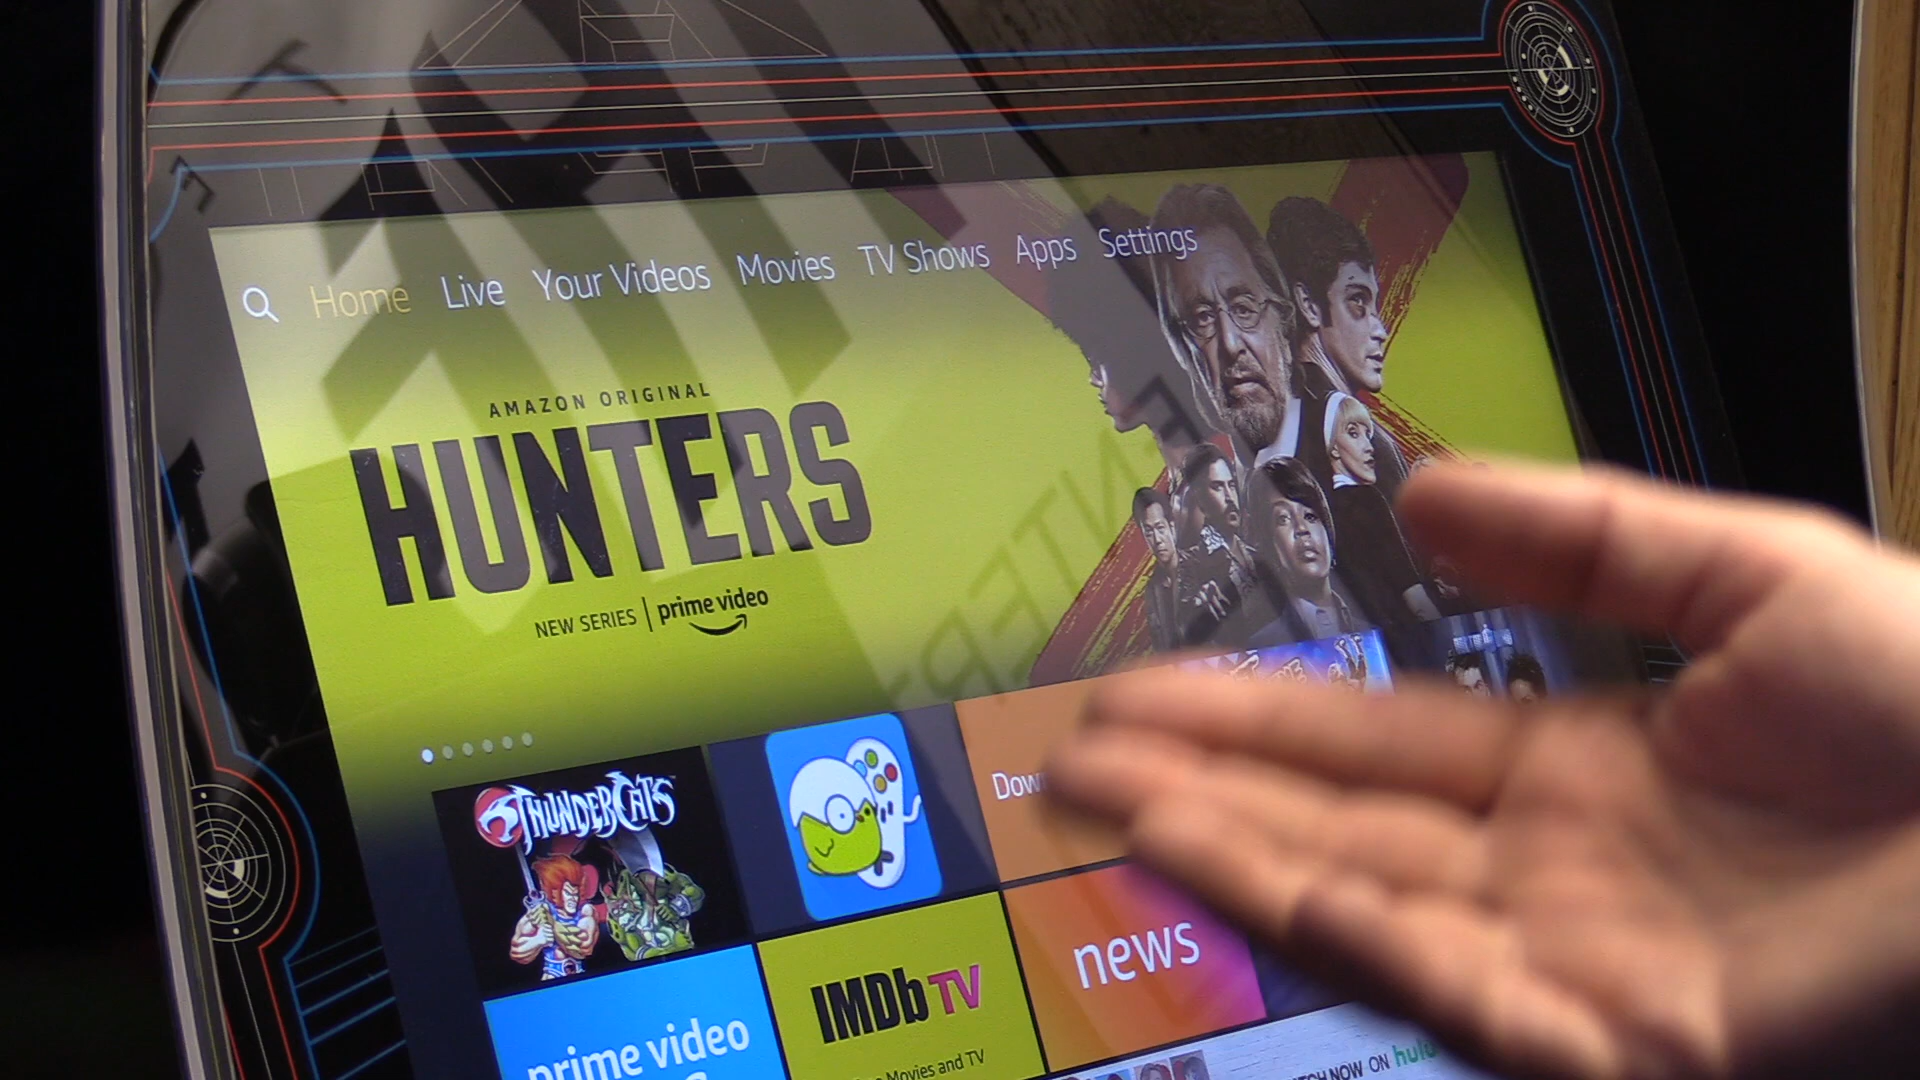 Home Live Your Videos Movies TV Shows Apps Settings
AMAZON ORIGINAL
HUNTERS
NEW SERIES | prime video
THUNDERCATS
Dow
news
prime video
IMDb TV
Movies and TV
NOW ON hulu
ENTER